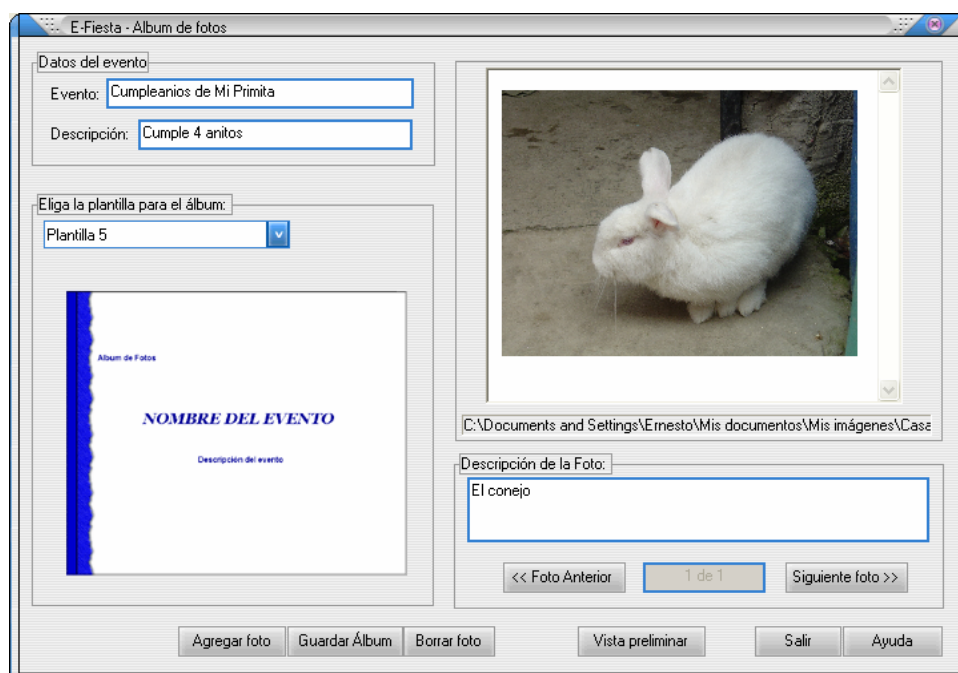 E-Fiesta - Album de fotos
Datos del evento
Evento: Cumpleanios de Mi Primita
Descripción: Cumple 4 anitos
Eliga la plantilla para el álbum:
Plantilla 5
Album de Fotos
NOMBRE DEL EVENTO
Descripción del evento
C:\Documents and Settings\Ernesto\Mis documentos\Mis imágenes\Casa
Descripción de la Foto:
El conejo
<< Foto Anterior
1 de 1
Siguiente foto >>
Agregar foto
Guardar Álbum
Borrar foto
Vista preliminar
Salir
Ayuda